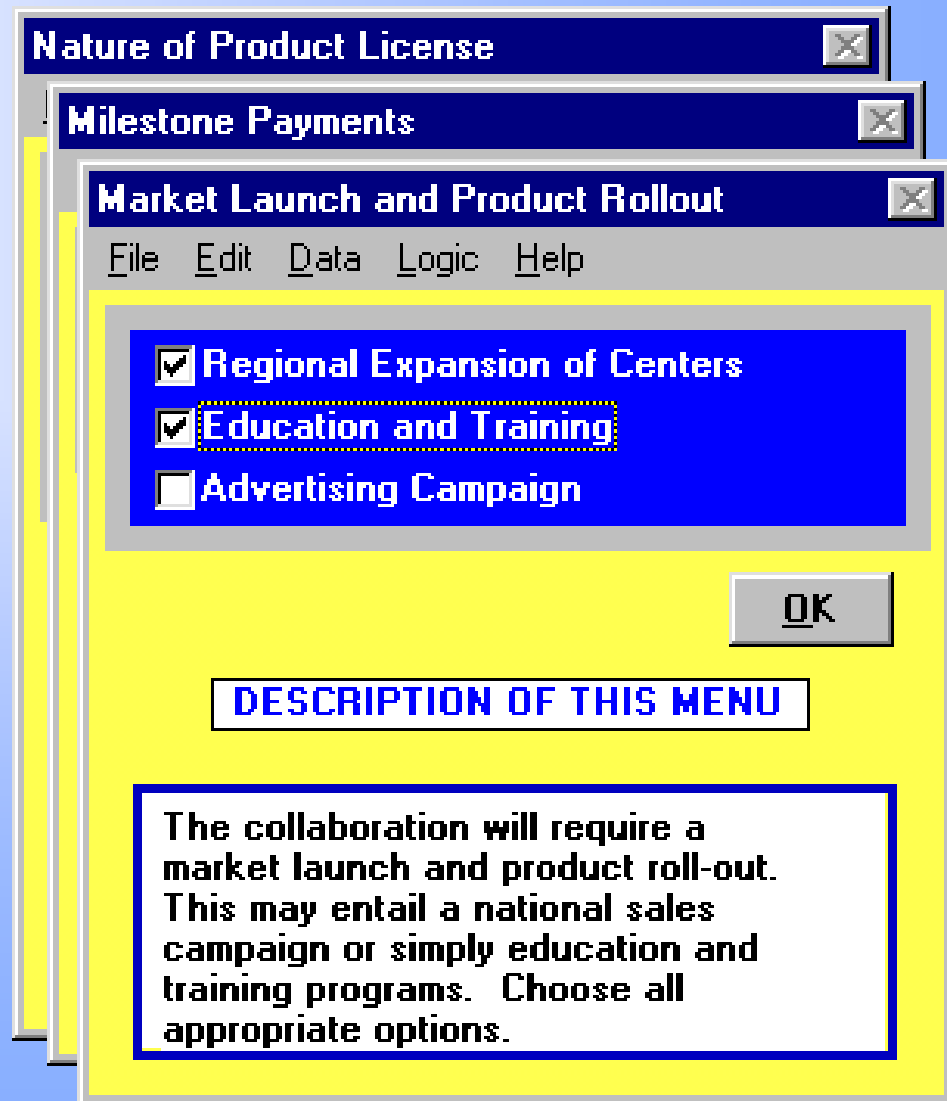 Nature of Product License
Milestone Payments
Market Launch and Product Rollout
File Edit Data Logic Help
Regional Expansion of Centers
Education and Training
Advertising Campaign
OK
DESCRIPTION OF THIS MENU
The collaboration will require a
market launch and product roll-out.
This may entail a national sales
campaign or simply education and
training programs.  Choose all
appropriate options.